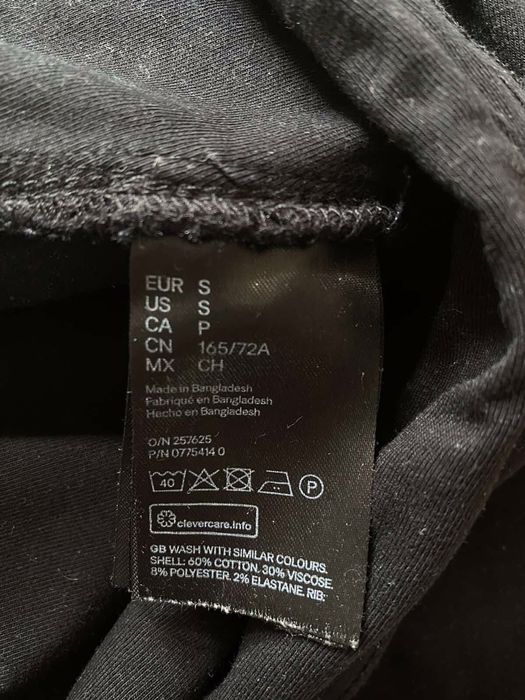 EUR S
US S
CA P
CN 165/72A
MX CH
Made in Bangladesh
Fabriqué en Bangladesh
Hecho en Bangladesh
O/N 257625
P/N 0775414 0
40 P
clevercare.info
GB WASH WITH SIMILAR COLOURS.
SHELL: 60% COTTON, 30% VISCOSE,
8% POLYESTER, 2% ELASTANE. RIB: